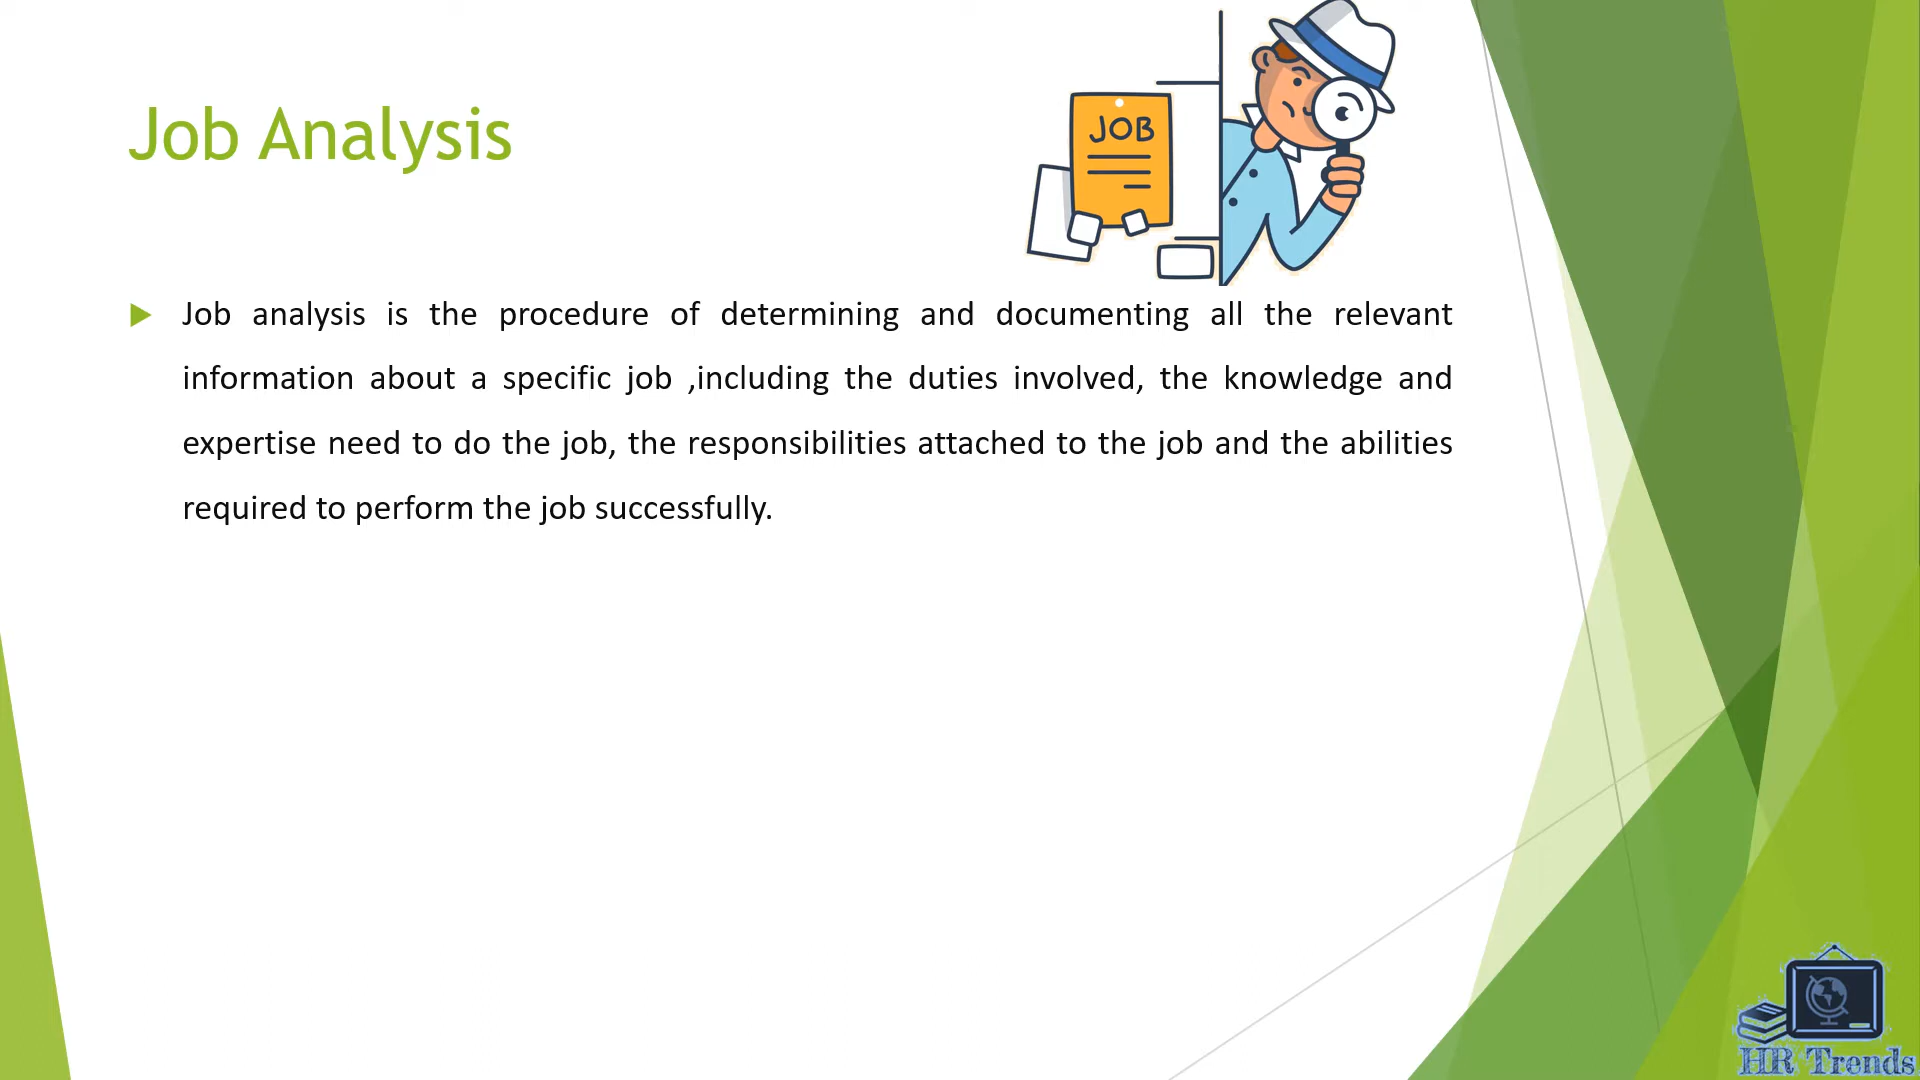 Job Analysis
JOB
Job analysis is the procedure of determining and documenting all the relevant
information about a specific job ,including the duties involved, the knowledge and
expertise need to do the job, the responsibilities attached to the job and the abilities
required to perform the job successfully.
HR Trends